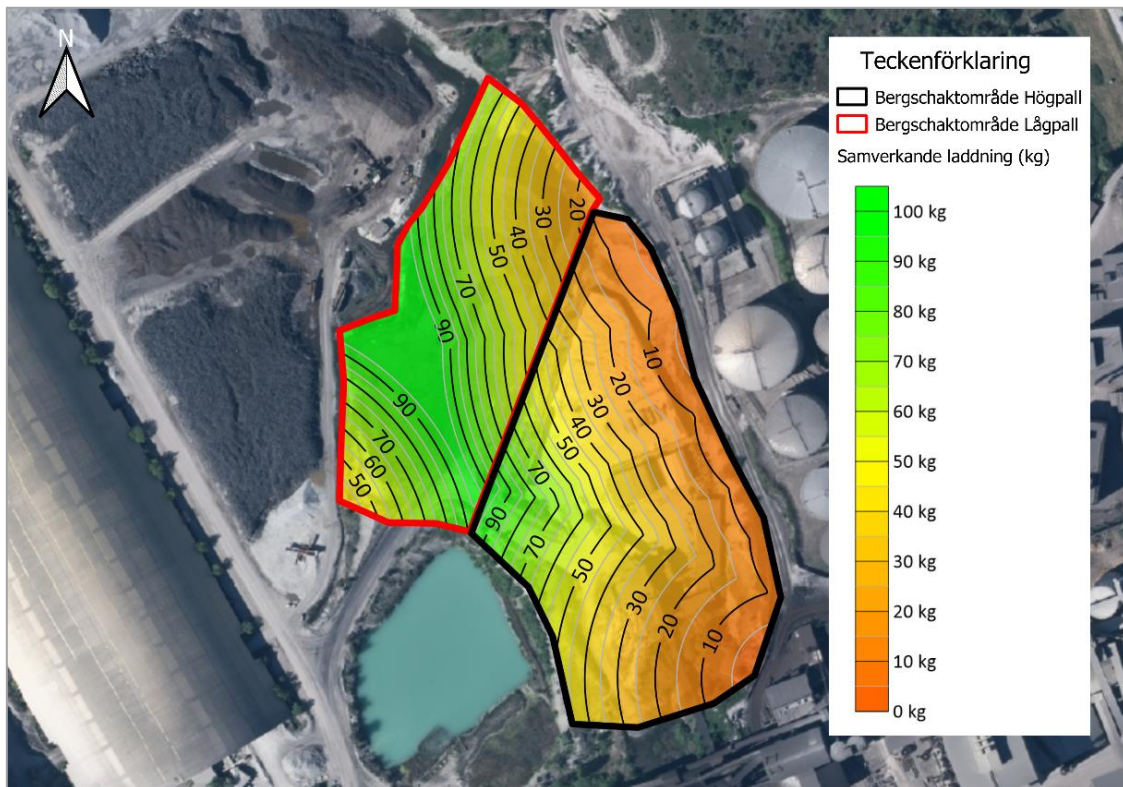 N
Teckenförklaring
Bergschaktområde Högpall
Bergschaktområde Lågpall
Samverkande laddning (kg)
100 kg
90 kg
80 kg
70 kg
60 kg
50 kg
40 kg
30 kg
20 kg
10 kg
0 kg
20
30
40
50
70
90
90
70
60
50
10
20
30
40
50
70
90
70
50
30
20
10